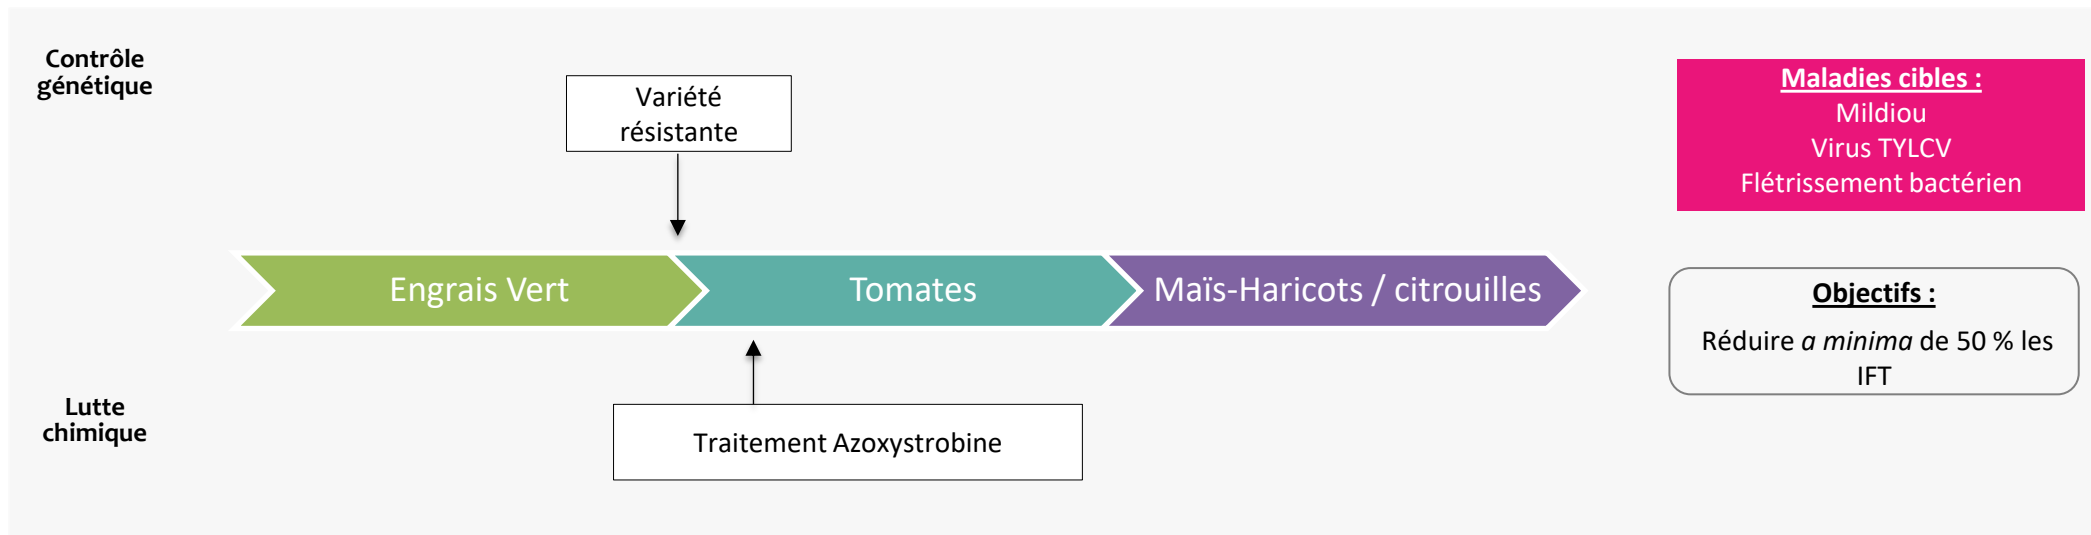 Contrôle
génétique
Variété
résistante
Maladies cibles :
Mildiou
Virus TYLCV
Flétrissement bactérien
Engrais Vert
Tomates
Maïs-Haricots / citrouilles
Objectifs :
Réduire a minima de 50 % les
IFT
Lutte
chimique
Traitement Azoxystrobine